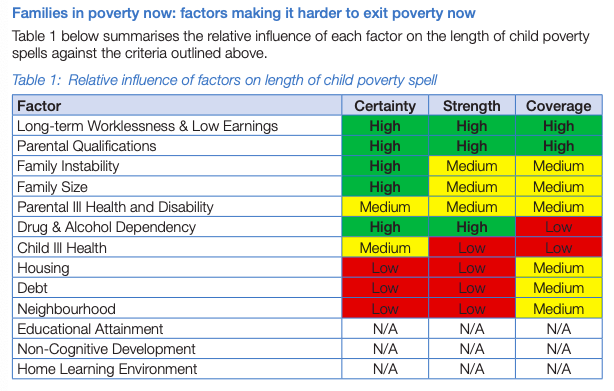 Families in poverty now: factors making it harder to exit poverty now
Table 1 below summarises the relative influence of each factor on the length of child poverty
spells against the criteria outlined above.
Table 1: Relative influence of factors on length of child poverty spell
Factor Certainty Strength Coverage
Long-term Worklessness & Low Earnings High High High
Parental Qualifications High High High
Family Instability High Medium Medium
Family Size High Medium Medium
Parental Ill Health and Disability Medium Medium Medium
Drug & Alcohol Dependency High High Low
Child Ill Health Medium Low Low
Housing Low Low Medium
Debt Low Low Medium
Neighbourhood Low Low Medium
Educational Attainment N/A N/A N/A
Non-Cognitive Development N/A N/A N/A
Home Learning Environment N/A N/A N/A